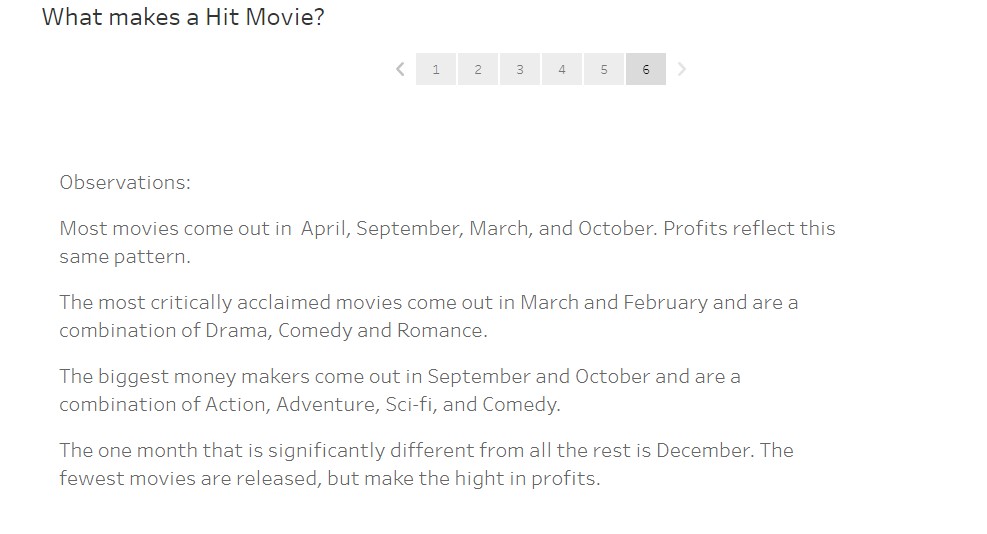 What makes a Hit Movie?
1 2 3 4 5 6
Observations:
Most movies come out in  April, September, March, and October. Profits reflect this
same pattern.
The most critically acclaimed movies come out in March and February and are a
combination of Drama, Comedy and Romance.
The biggest money makers come out in September and October and are a
combination of Action, Adventure, Sci-fi, and Comedy.
The one month that is significantly different from all the rest is December. The
fewest movies are released, but make the hight in profits.